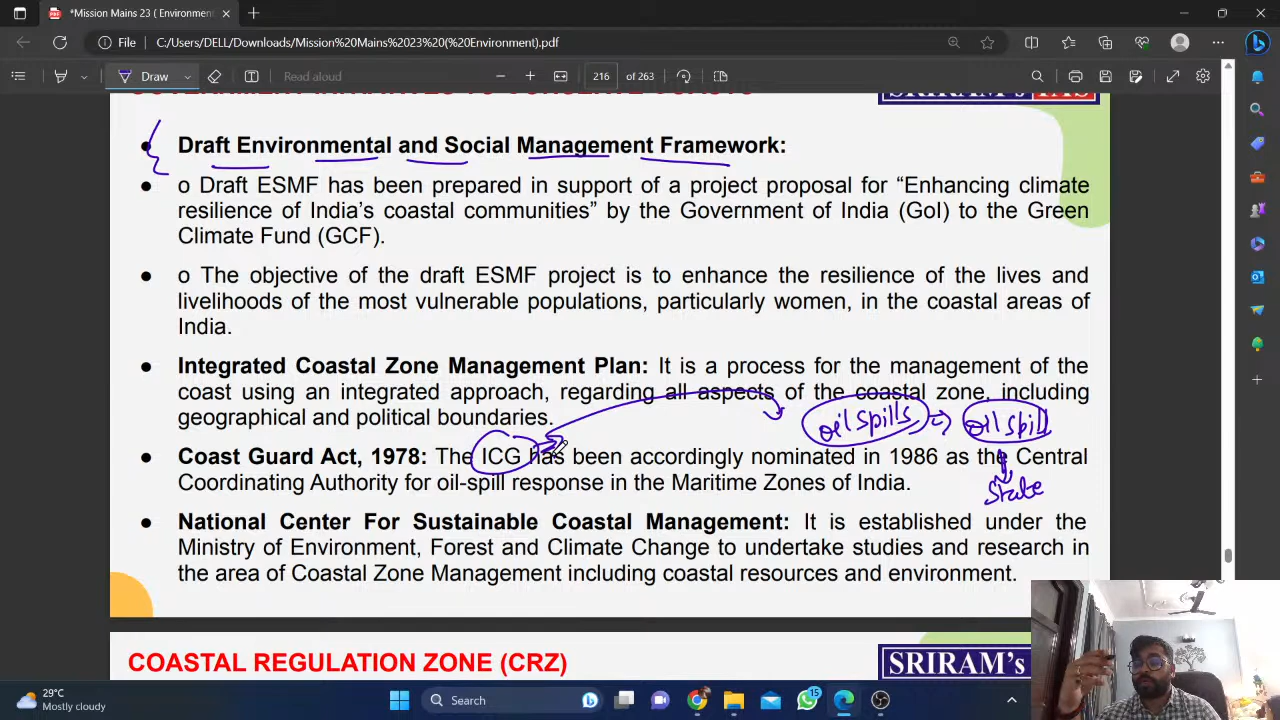 *Mission Mains 23 ( Environment
File
C:/Users/DELL/Downloads/Mission%20Mains%2023%20(%20Environment).pdf
Draw
Read aloud
216 of 263
● Draft Environmental and Social Management Framework:
● o Draft ESMF has been prepared in support of a project proposal for “Enhancing climate
resilience of India’s coastal communities” by the Government of India (GoI) to the Green
Climate Fund (GCF).
● o The objective of the draft ESMF project is to enhance the resilience of the lives and
livelihoods of the most vulnerable populations, particularly women, in the coastal areas of
India.
● Integrated Coastal Zone Management Plan: It is a process for the management of the
coast using an integrated approach, regarding all aspects of the coastal zone, including
geographical and political boundaries.
oil spills
oil spill
● Coast Guard Act, 1978: The ICG has been accordingly nominated in 1986 as the Central
Coordinating Authority for oil-spill response in the Maritime Zones of India.
State
● National Center For Sustainable Coastal Management: It is established under the
Ministry of Environment, Forest and Climate Change to undertake studies and research in
the area of Coastal Zone Management including coastal resources and environment.
COASTAL REGULATION ZONE (CRZ)
SRIRAM's
29°C
Mostly cloudy
Search
15